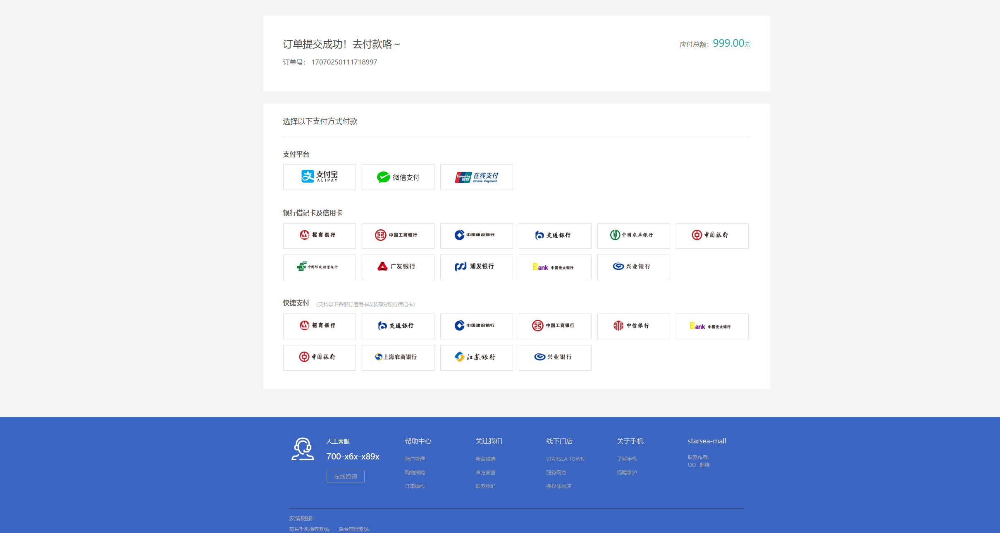 订单提交成功！去付款咯～
应付总额：999.00元
订单号： 17070250111718997
选择以下支付方式付款
支付平台
支付宝 ALIPAY
微信支付
UnionPay 银联 在线支付 Online Payment
银行借记卡及信用卡
招商银行 中国工商银行 中国建设银行 交通银行 中国农业银行 中国银行
中国邮政储蓄银行 广发银行 浦发银行 Bank 中国光大银行 兴业银行
快捷支付 （支持以下各银行信用卡以及部分银行借记卡）
招商银行 交通银行 中国建设银行 中国工商银行 中信银行 Bank 中国光大银行
中国银行 上海农商银行 江苏银行 兴业银行
人工客服
700-x6x-x89x
在线咨询
帮助中心
账户管理
购物指南
订单操作
关注我们
新浪微博
官方微信
联系我们
线下门店
STARSEA TOWN
服务网点
授权体验店
关于手机
了解手机
捐赠维护
starsea-mall
联系作者：
QQ 邮箱
友情链接：
京东手机推荐系统 后台管理系统